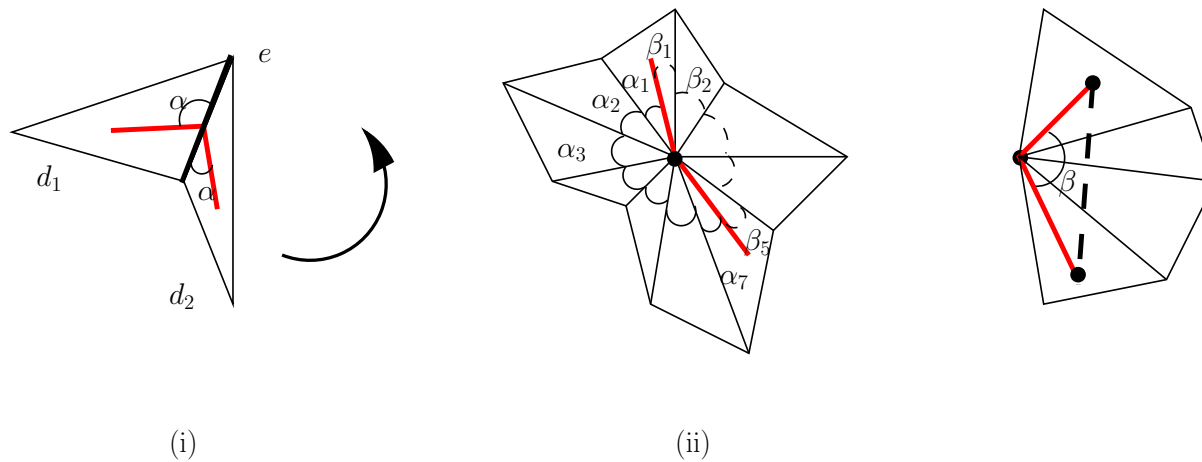 e
α
α
d₁
d₂
(i)
β₁
α₁
β₂
α₂
α₃
β₅
α₇
(ii)
β